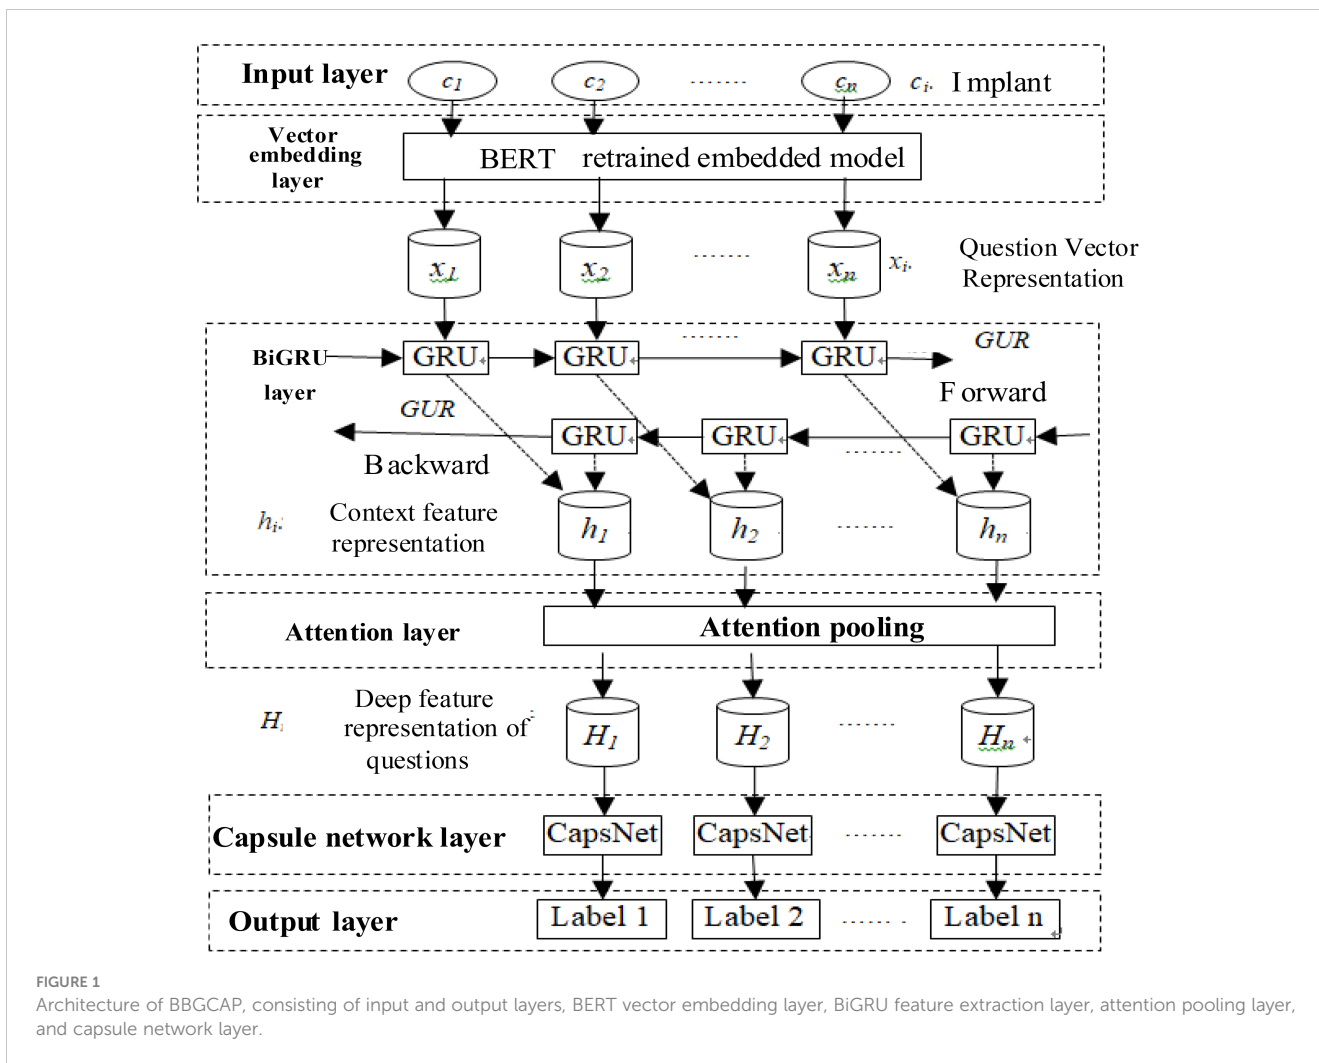 Input layer
c1
c2
........
cn
ci. Implant
Vector
embedding
layer
BERT retrained embedded model
x1
x2
........
xn
xi.
Question Vector
Representation
BiGRU
layer
GRU
GRU
........
GRU
GUR
Forward
GUR
GRU
GRU
........
GRU
Backward
hi:
Context feature
representation
h1
h2
........
hn
Attention layer
Attention pooling
Hi
Deep feature
representation of
questions
H1
H2
........
Hn
Capsule network layer
CapsNet
CapsNet
........
CapsNet
Output layer
Label 1
Label 2
........
Label n
FIGURE 1
Architecture of BBGCAP, consisting of input and output layers, BERT vector embedding layer, BiGRU feature extraction layer, attention pooling layer,
and capsule network layer.